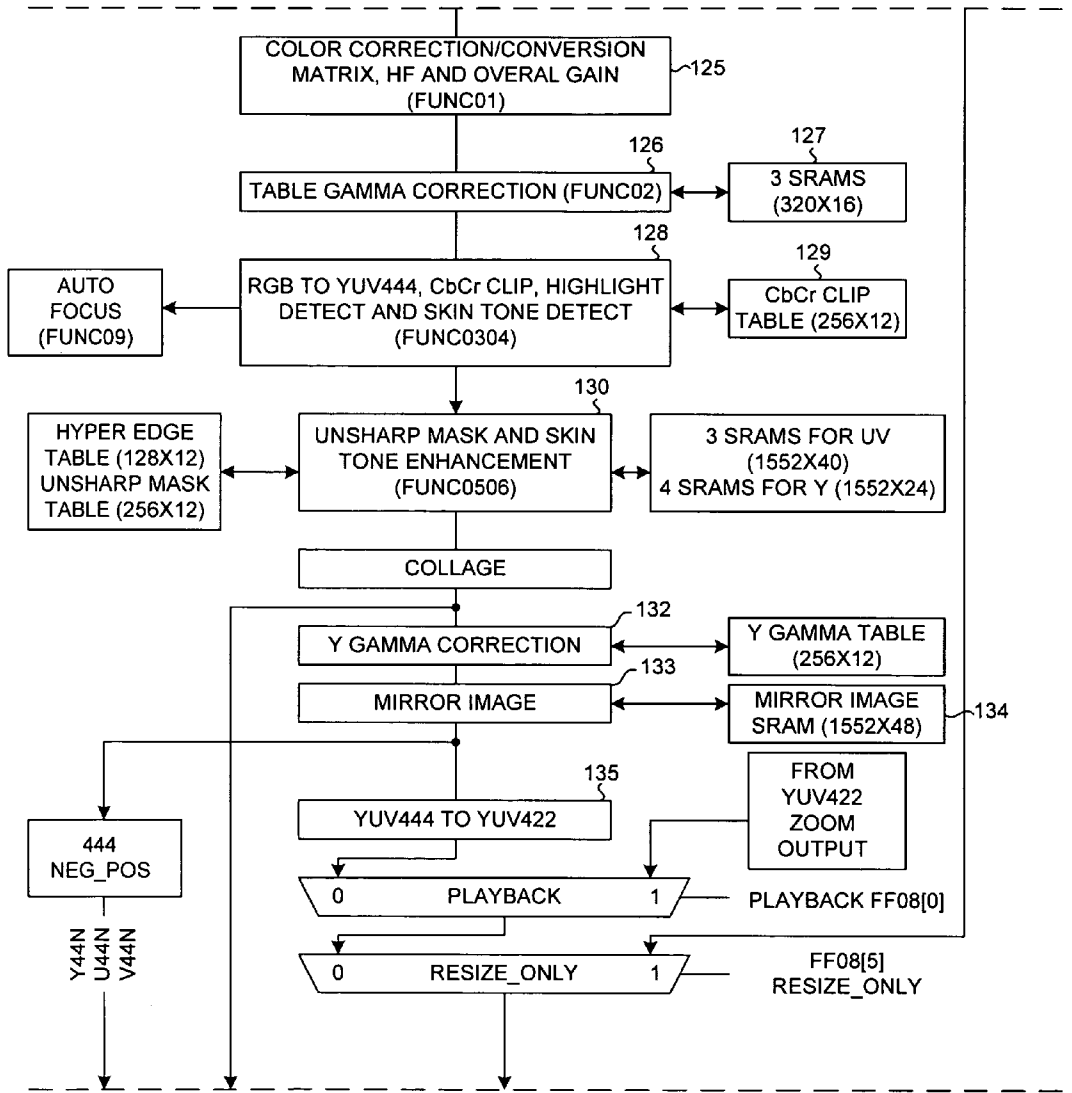 COLOR CORRECTION/CONVERSION
MATRIX, HF AND OVERAL GAIN
(FUNC01)
125
126
TABLE GAMMA CORRECTION (FUNC02)
127
3 SRAMS
(320X16)
128
RGB TO YUV444, CbCr CLIP, HIGHLIGHT
DETECT AND SKIN TONE DETECT
(FUNC0304)
AUTO
FOCUS
(FUNC09)
129
CbCr CLIP
TABLE (256X12)
130
HYPER EDGE
TABLE (128X12)
UNSHARP MASK
TABLE (256X12)
UNSHARP MASK AND SKIN
TONE ENHANCEMENT
(FUNC0506)
3 SRAMS FOR UV
(1552X40)
4 SRAMS FOR Y (1552X24)
COLLAGE
132
Y GAMMA CORRECTION
Y GAMMA TABLE
(256X12)
133
MIRROR IMAGE
MIRROR IMAGE
SRAM (1552X48)
134
135
YUV444 TO YUV422
FROM
YUV422
ZOOM
OUTPUT
444
NEG_POS
0 PLAYBACK 1
PLAYBACK FF08[0]
Y44N
U44N
V44N
0 RESIZE_ONLY 1
FF08[5]
RESIZE_ONLY